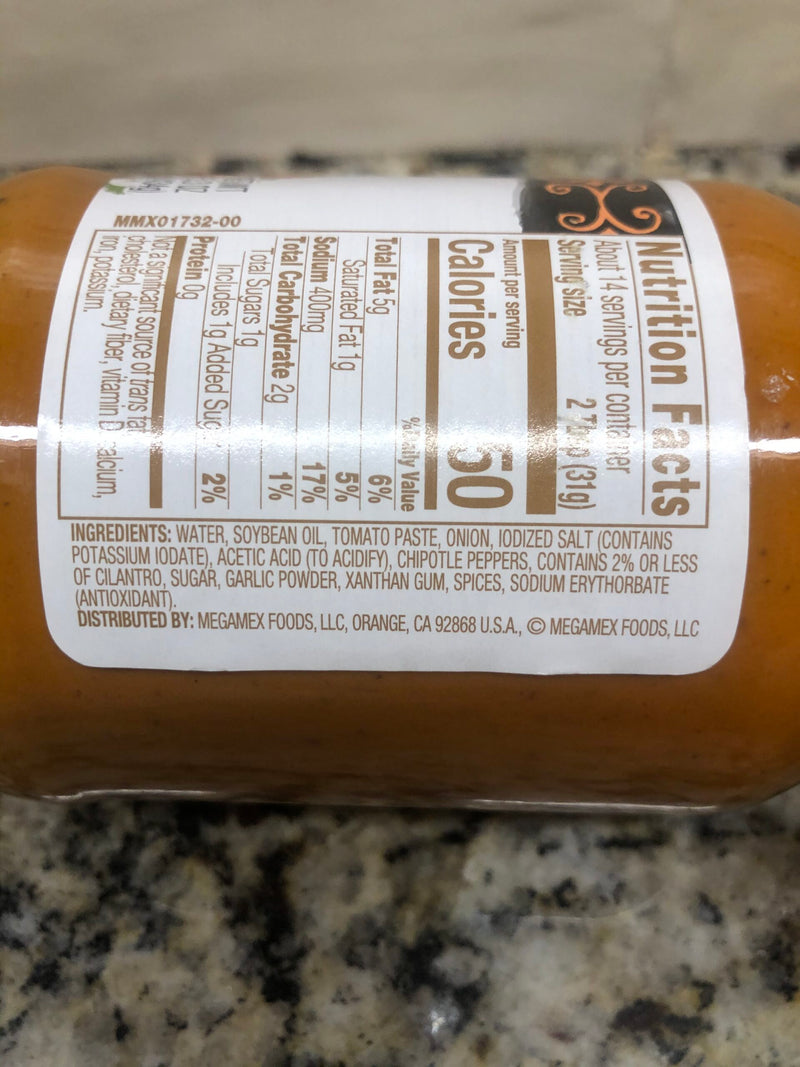 MMX01732-00
Nutrition Facts
About 14 servings per container
Serving size 2 (31g)
Amount per serving
Calories 50
% Daily Value
Total Fat 5g 6%
Saturated Fat 1g 5%
Sodium 400mg 17%
Total Carbohydrate 2g 1%
Total Sugars 1g
Includes 1g Added Sugars 2%
Protein 0g
Not a significant source of trans fat,
cholesterol, dietary fiber, vitamin D, calcium,
iron, potassium.
INGREDIENTS: WATER, SOYBEAN OIL, TOMATO PASTE, ONION, IODIZED SALT (CONTAINS
POTASSIUM IODATE), ACETIC ACID (TO ACIDIFY), CHIPOTLE PEPPERS, CONTAINS 2% OR LESS
OF CILANTRO, SUGAR, GARLIC POWDER, XANTHAN GUM, SPICES, SODIUM ERYTHORBATE
(ANTIOXIDANT).
DISTRIBUTED BY: MEGAMEX FOODS, LLC, ORANGE, CA 92868 U.S.A., © MEGAMEX FOODS, LLC